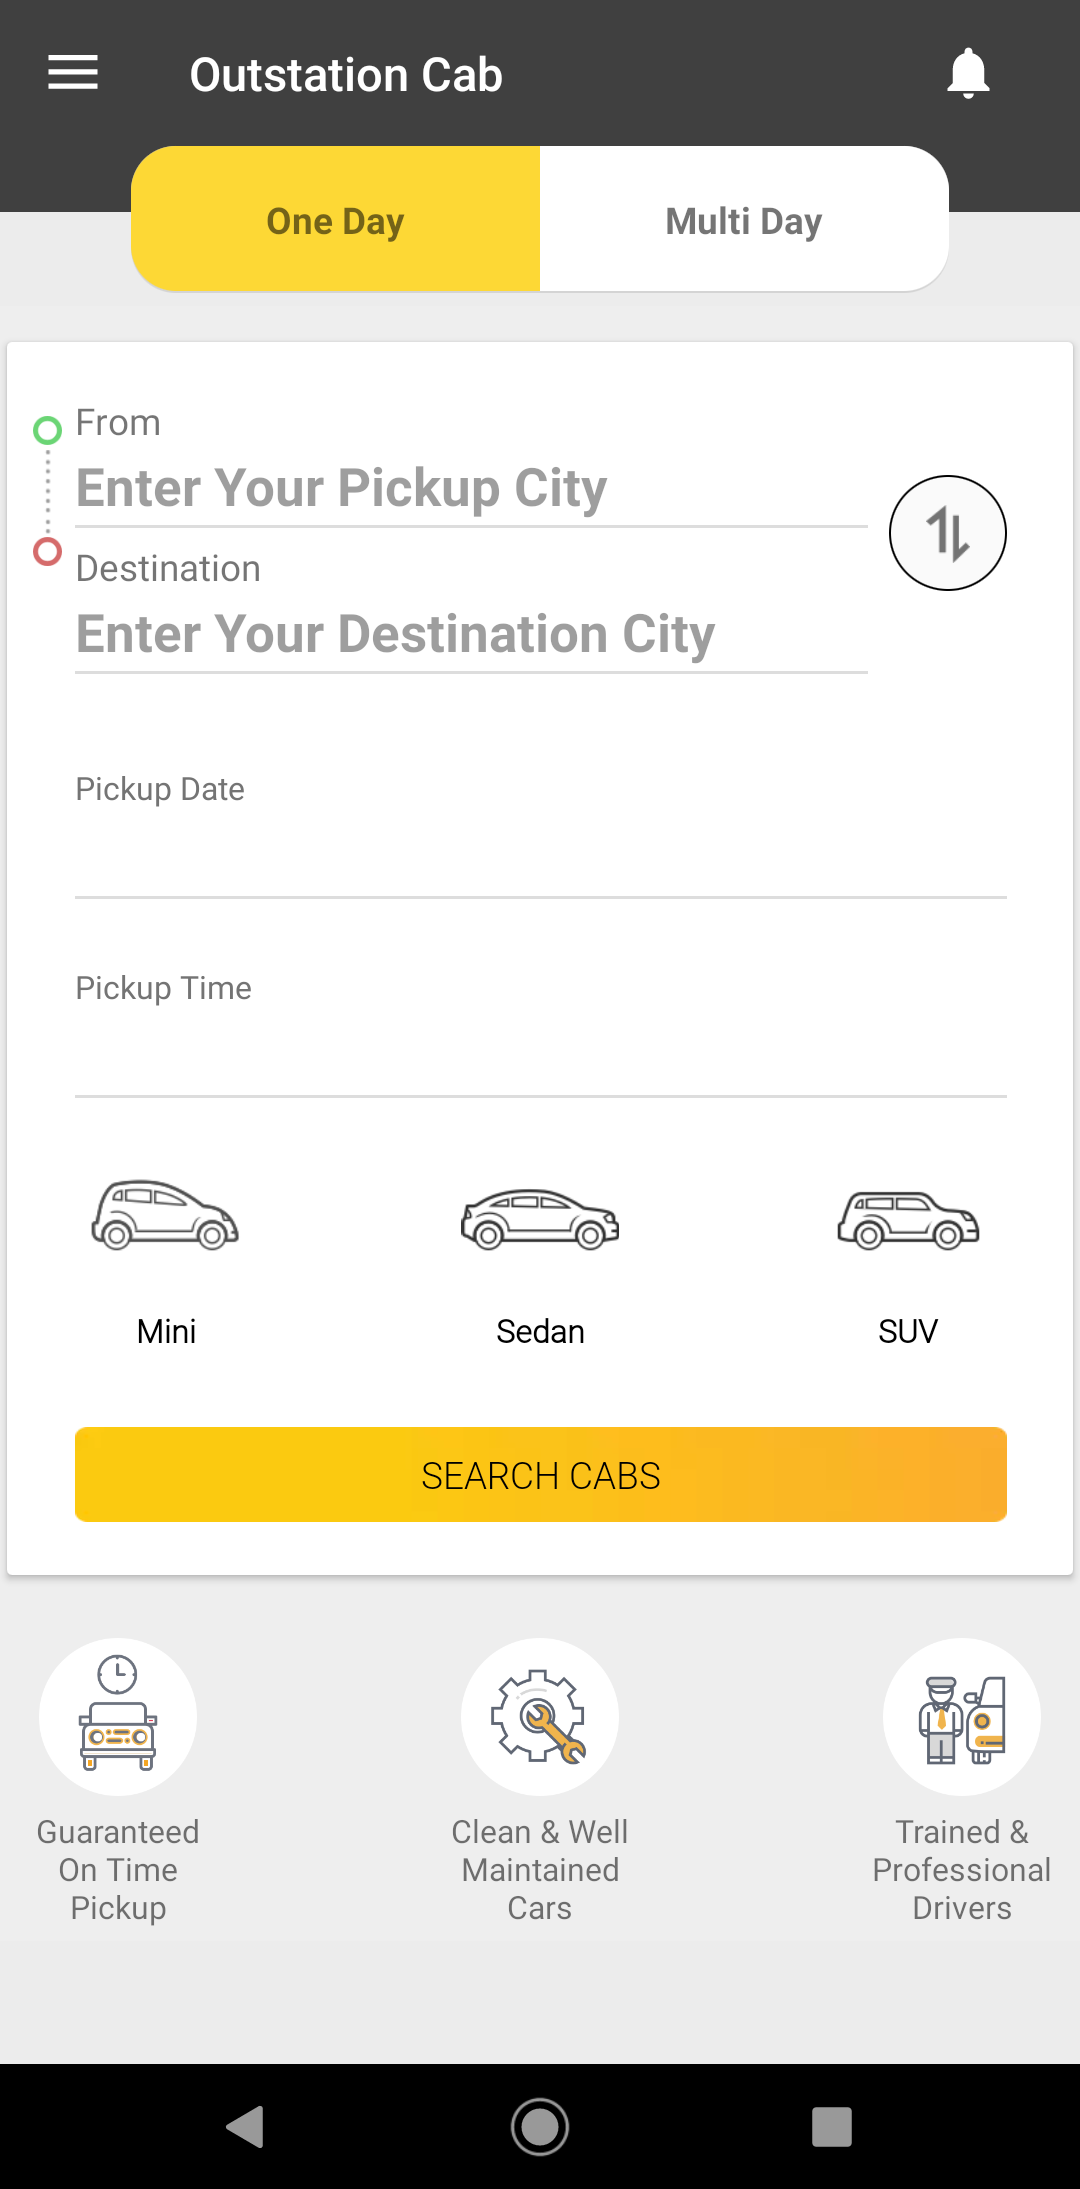 Outstation Cab
One Day
Multi Day
From
Enter Your Pickup City
Destination
Enter Your Destination City
Pickup Date
Pickup Time
Mini
Sedan
SUV
SEARCH CABS
Guaranteed
On Time
Pickup
Clean & Well
Maintained
Cars
Trained &
Professional
Drivers